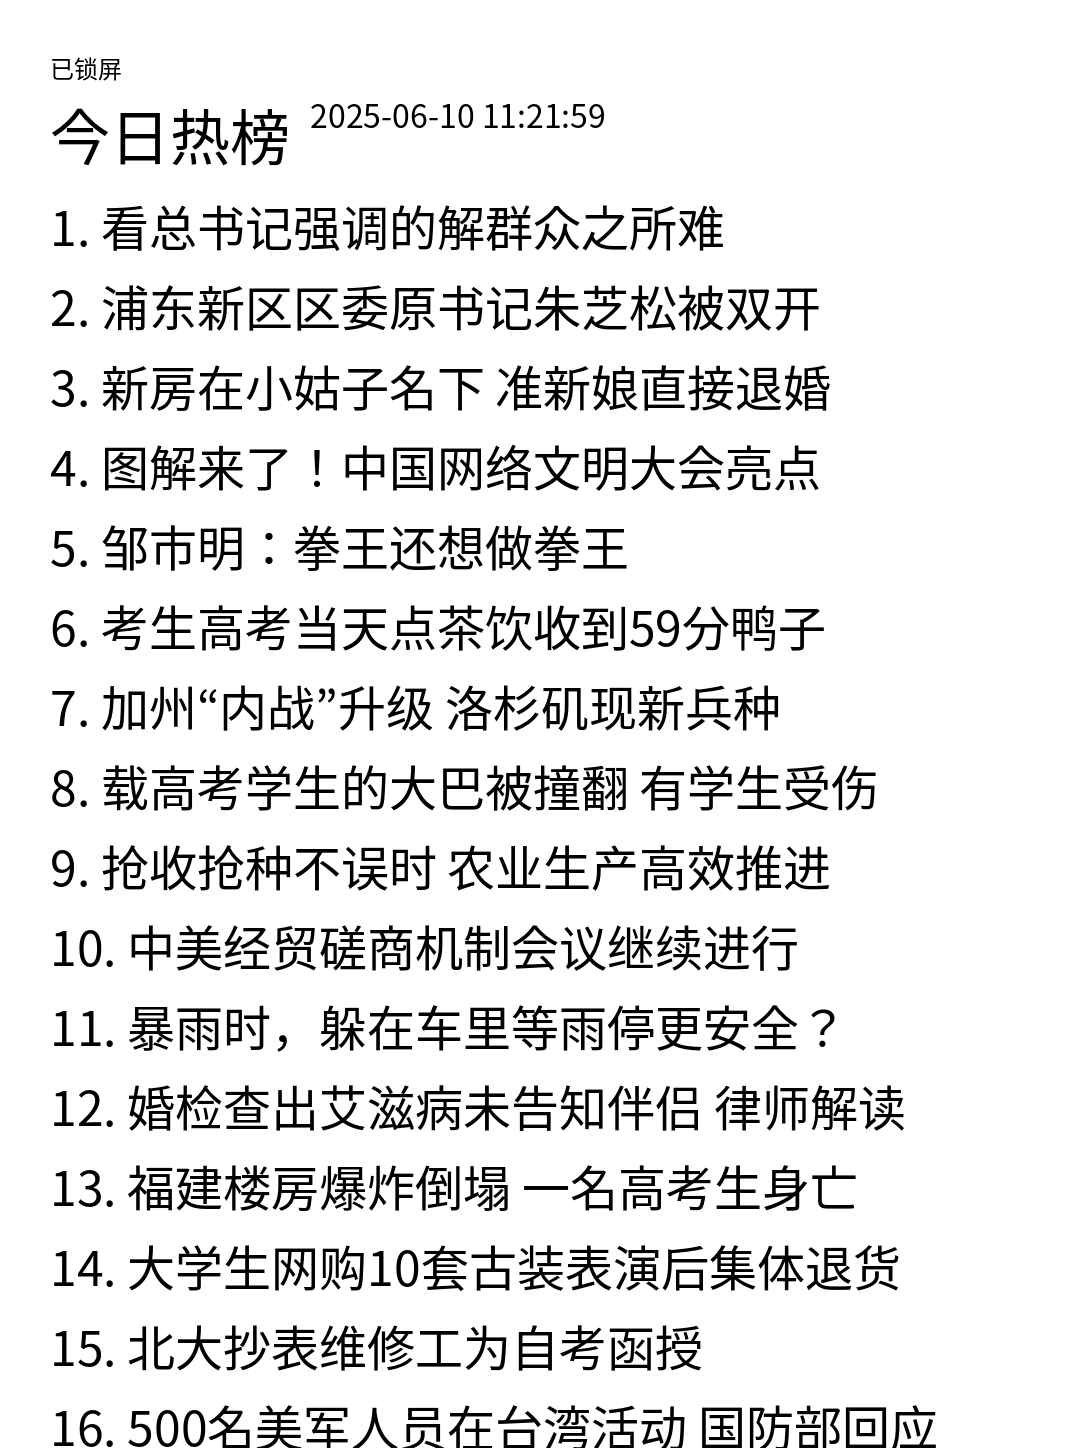 已锁屏
今日热榜 2025-06-10 11:21:59
1. 看总书记强调的解群众之所难
2. 浦东新区区委原书记朱芝松被双开
3. 新房在小姑子名下 准新娘直接退婚
4. 图解来了！中国网络文明大会亮点
5. 邹市明：拳王还想做拳王
6. 考生高考当天点茶饮收到59分鸭子
7. 加州“内战”升级 洛杉矶现新兵种
8. 载高考学生的大巴被撞翻 有学生受伤
9. 抢收抢种不误时 农业生产高效推进
10. 中美经贸磋商机制会议继续进行
11. 暴雨时，躲在车里等雨停更安全？
12. 婚检查出艾滋病未告知伴侣 律师解读
13. 福建楼房爆炸倒塌 一名高考生身亡
14. 大学生网购10套古装表演后集体退货
15. 北大抄表维修工为自考函授
16. 500名美军人员在台湾活动 国防部回应